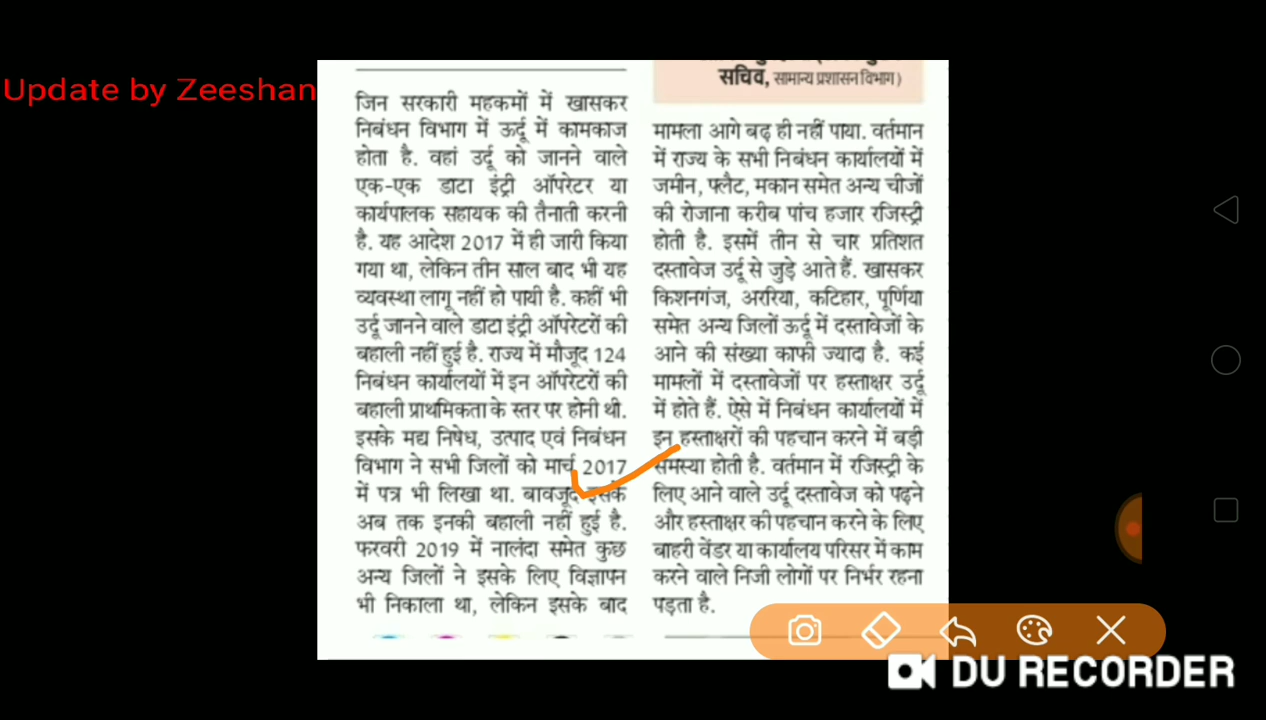 Update by Zeeshan
जिन सरकारी महकमों में खासकर
निबंधन विभाग में ऊर्दू में कामकाज
होता है. वहां उर्दू को जानने वाले
एक-एक डाटा इंट्री ऑपरेटर या
कार्यपालक सहायक की तैनाती करनी
है. यह आदेश 2017 में ही जारी किया
गया था, लेकिन तीन साल बाद भी यह
व्यवस्था लागू नहीं हो पायी है. कहीं भी
उर्दू जानने वाले डाटा इंट्री ऑपरेटरों की
बहाली नहीं हुई है. राज्य में मौजूद 124
निबंधन कार्यालयों में इन ऑपरेटरों की
बहाली प्राथमिकता के स्तर पर होनी थी.
इसके मद्य निषेध, उत्पाद एवं निबंधन
विभाग ने सभी जिलों को मार्च 2017
में पत्र भी लिखा था. बावजूद इसके
अब तक इनकी बहाली नहीं हुई है.
फरवरी 2019 में नालंदा समेत कुछ
अन्य जिलों ने इसके लिए विज्ञापन
भी निकाला था, लेकिन इसके बाद
सचिव, सामान्य प्रशासन विभाग)
मामला आगे बढ़ ही नहीं पाया. वर्तमान
में राज्य के सभी निबंधन कार्यालयों में
जमीन, फ्लैट, मकान समेत अन्य चीजों
की रोजाना करीब पांच हजार रजिस्ट्री
होती है. इसमें तीन से चार प्रतिशत
दस्तावेज उर्दू से जुड़े आते हैं. खासकर
किशनगंज, अररिया, कटिहार, पूर्णिया
समेत अन्य जिलों ऊर्दू में दस्तावेजों के
आने की संख्या काफी ज्यादा है. कई
मामलों में दस्तावेजों पर हस्ताक्षर उर्दू
में होते हैं. ऐसे में निबंधन कार्यालयों में
इन हस्ताक्षरों की पहचान करने में बड़ी
समस्या होती है. वर्तमान में रजिस्ट्री के
लिए आने वाले उर्दू दस्तावेज को पढ़ने
और हस्ताक्षर की पहचान करने के लिए
बाहरी वेंडर या कार्यालय परिसर में काम
करने वाले निजी लोगों पर निर्भर रहना
पड़ता है.
DU RECORDER